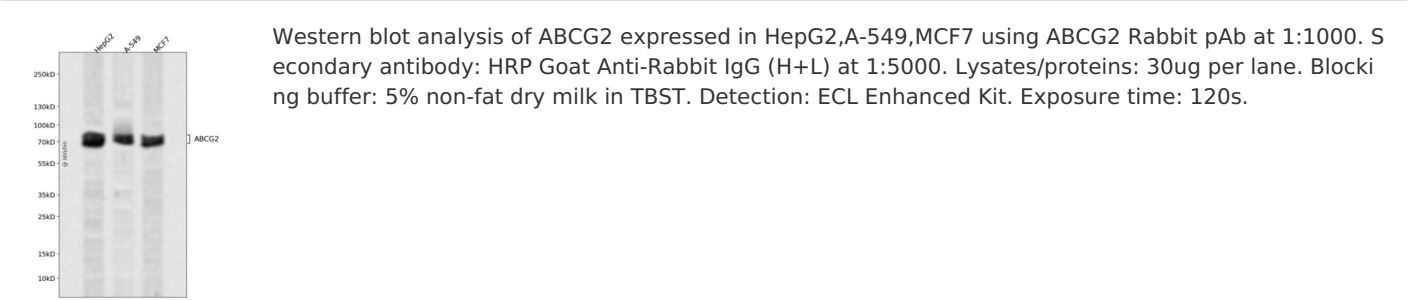 HepG2
A-549
MCF7
250kD
130kD
100kD
70kD
55kD
35kD
25kD
15kD
10kD
ABCG2
Western blot analysis of ABCG2 expressed in HepG2,A-549,MCF7 using ABCG2 Rabbit pAb at 1:1000. S
econdary antibody: HRP Goat Anti-Rabbit IgG (H+L) at 1:5000. Lysates/proteins: 30ug per lane. Blocki
ng buffer: 5% non-fat dry milk in TBST. Detection: ECL Enhanced Kit. Exposure time: 120s.